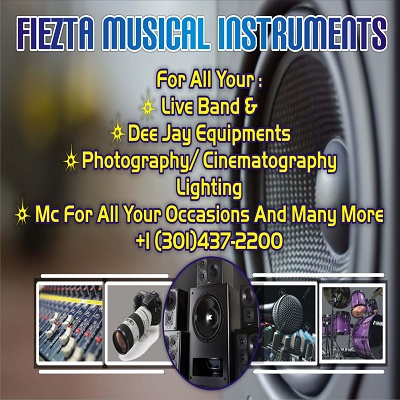 FIEZTA MUSICAL INSTRUMENTS
For All Your :
Live Band &
Dee Jay Equipments
Photography/ Cinematography
Lighting
Mc For All Your Occasions And Many More
+1 (301)437-2200